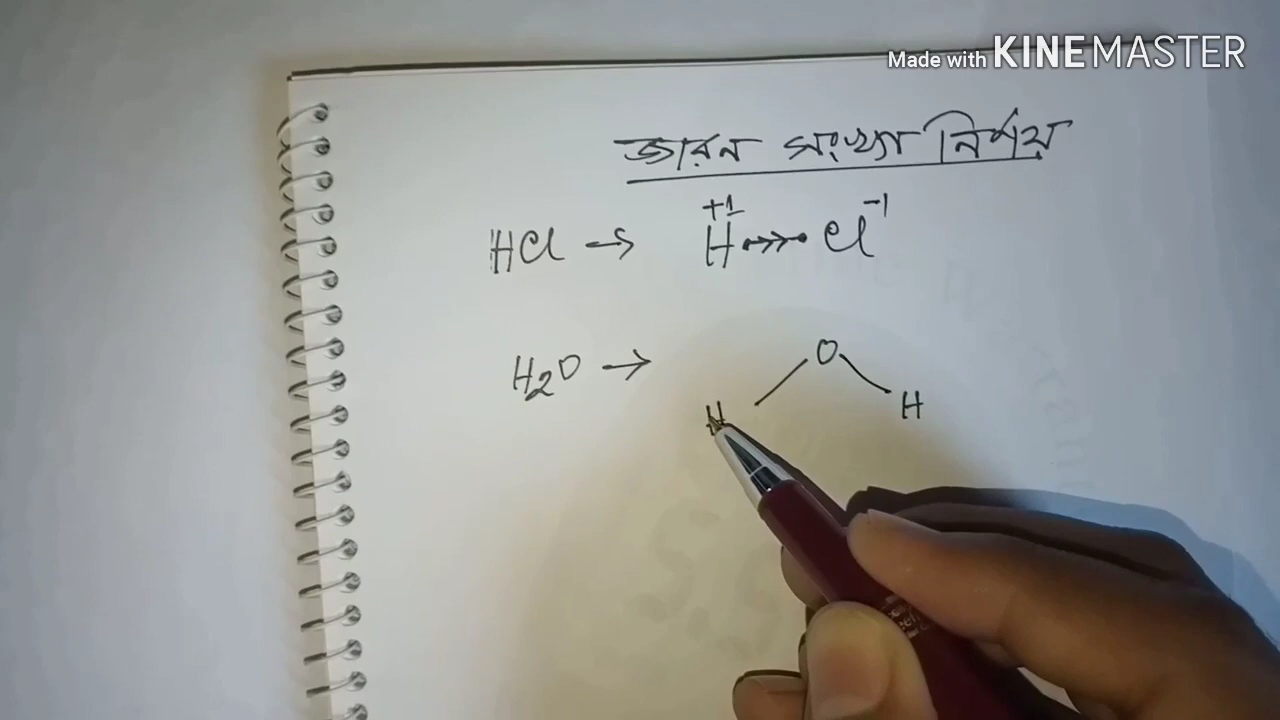 Made with KINEMASTER
জারন সংখ্যা নির্ণয়
HCl → H⁺¹ →→→ Cl⁻¹
H₂O → H O H